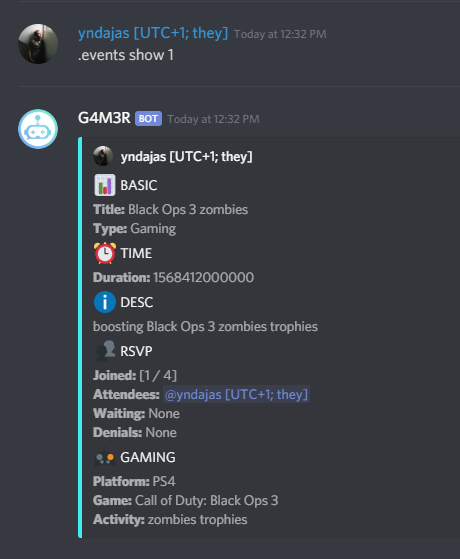 yndajas [UTC+1; they] Today at 12:32 PM
.events show 1
G4M3R BOT Today at 12:32 PM
yndajas [UTC+1; they]
BASIC
Title: Black Ops 3 zombies
Type: Gaming
TIME
Duration: 1568412000000
DESC
boosting Black Ops 3 zombies trophies
RSVP
Joined: [1 / 4]
Attendees: @yndajas [UTC+1; they]
Waiting: None
Denials: None
GAMING
Platform: PS4
Game: Call of Duty: Black Ops 3
Activity: zombies trophies